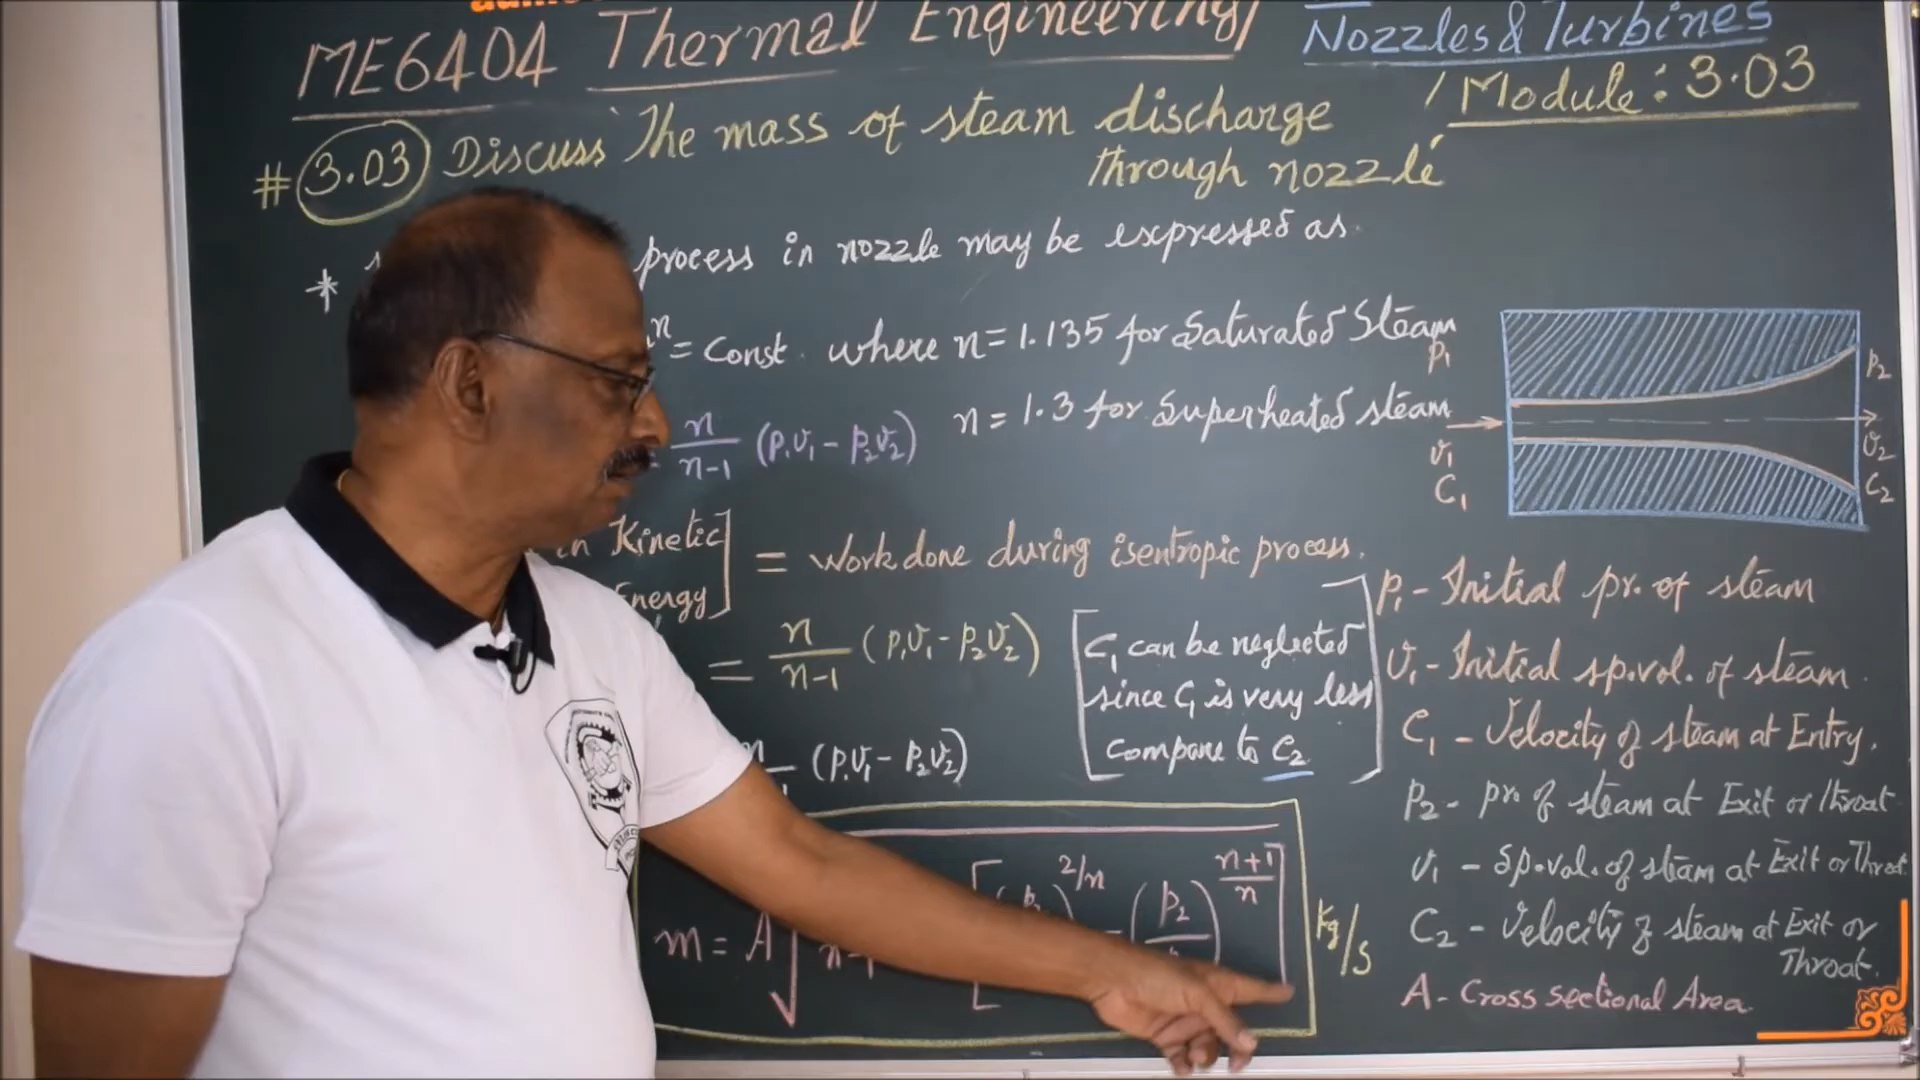 ME6404 Thermal Engineering / Nozzles & Turbines
/ Module: 3.03
# 3.03 Discuss The mass of steam discharge
through nozzle
* process in nozzle may be expressed as
n = Const. where n = 1.135 for Saturated Steam
n = 1.3 for Superheated steam
n/n-1 (p1v1 - p2v2)
in Kinetic Energy] = Workdone during isentropic process.
= n/n-1 (p1v1 - p2v2)
[C1 can be neglected
since C1 is very less
compare to C2]
(p1v1 - p2v2)
m = A√ n-1 [( )^2/n - (p2/ )^n+1/n] Kg/s
p1
v1
C1
p2
v2
C2
p1 - Initial pr. of steam
v1 - Initial sp.vol. of steam.
C1 - Velocity of steam at Entry.
P2 - pr. of steam at Exit or throat
v1 - Sp.vol. of steam at Exit or Throat
C2 - Velocity of steam at Exit or
Throat.
A - Cross sectional Area